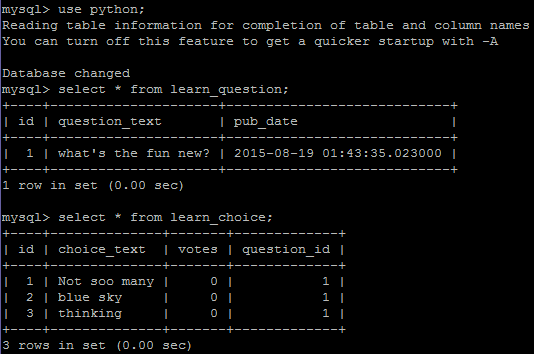 mysql> use python;
Reading table information for completion of table and column names
You can turn off this feature to get a quicker startup with -A

Database changed
mysql> select * from learn_question;
+----+---------------------+----------------------------+
| id | question_text       | pub_date                   |
+----+---------------------+----------------------------+
|  1 | what's the fun new? | 2015-08-19 01:43:35.023000 |
+----+---------------------+----------------------------+
1 row in set (0.00 sec)

mysql> select * from learn_choice;
+----+--------------+-------+-------------+
| id | choice_text  | votes | question_id |
+----+--------------+-------+-------------+
|  1 | Not soo many |     0 |           1 |
|  2 | blue sky     |     0 |           1 |
|  3 | thinking     |     0 |           1 |
+----+--------------+-------+-------------+
3 rows in set (0.00 sec)